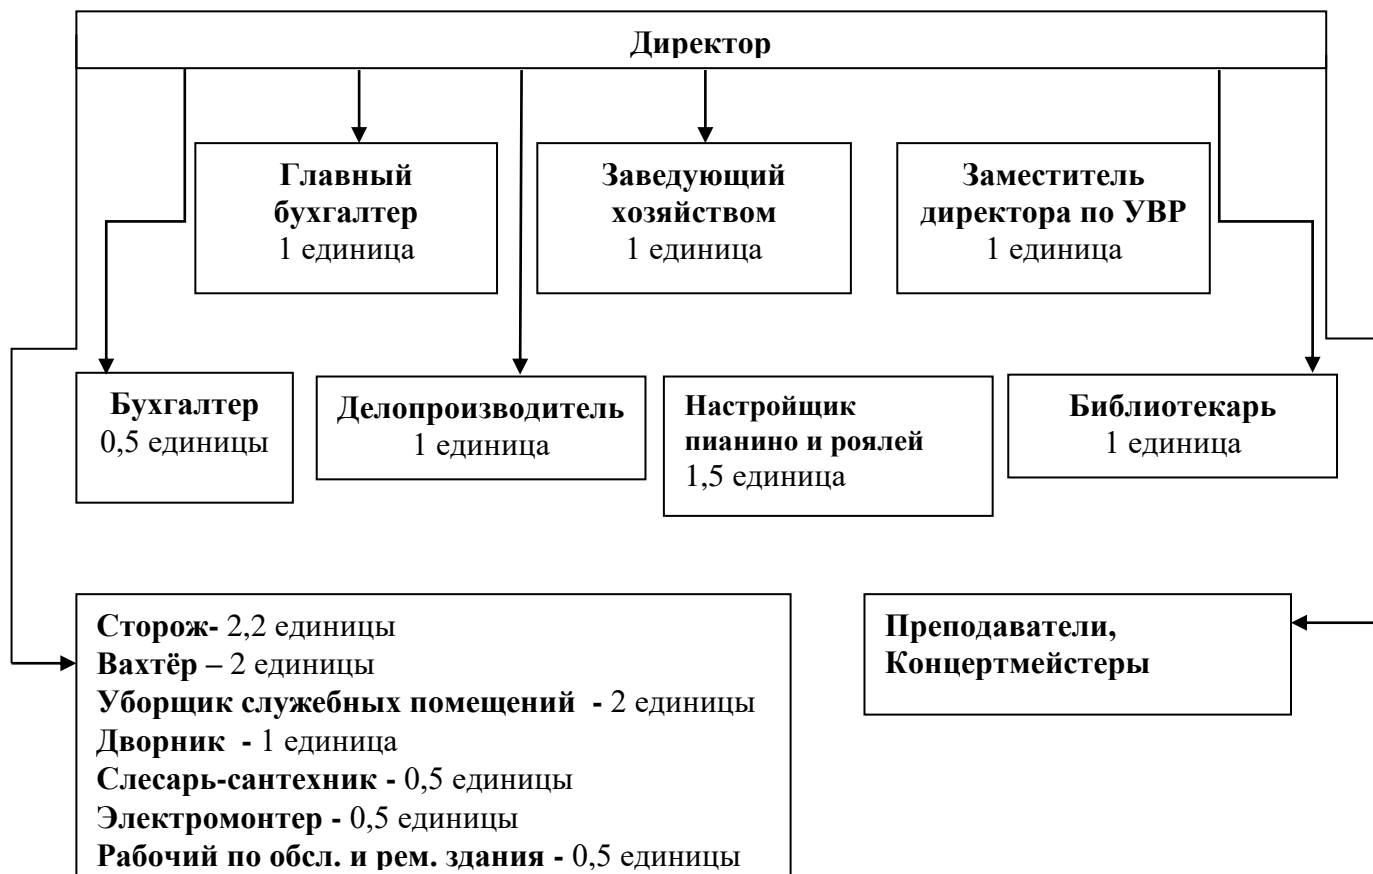 Директор
Главный
бухгалтер
1 единица
Заведующий
хозяйством
1 единица
Заместитель
директора по УВР
1 единица
Бухгалтер
0,5 единицы
Делопроизводитель
1 единица
Настройщик
пианино и роялей
1,5 единица
Библиотекарь
1 единица
Сторож- 2,2 единицы
Вахтёр – 2 единицы
Уборщик служебных помещений - 2 единицы
Дворник - 1 единица
Слесарь-сантехник - 0,5 единицы
Электромонтер - 0,5 единицы
Рабочий по обсл. и рем. здания - 0,5 единицы
Преподаватели,
Концертмейстеры